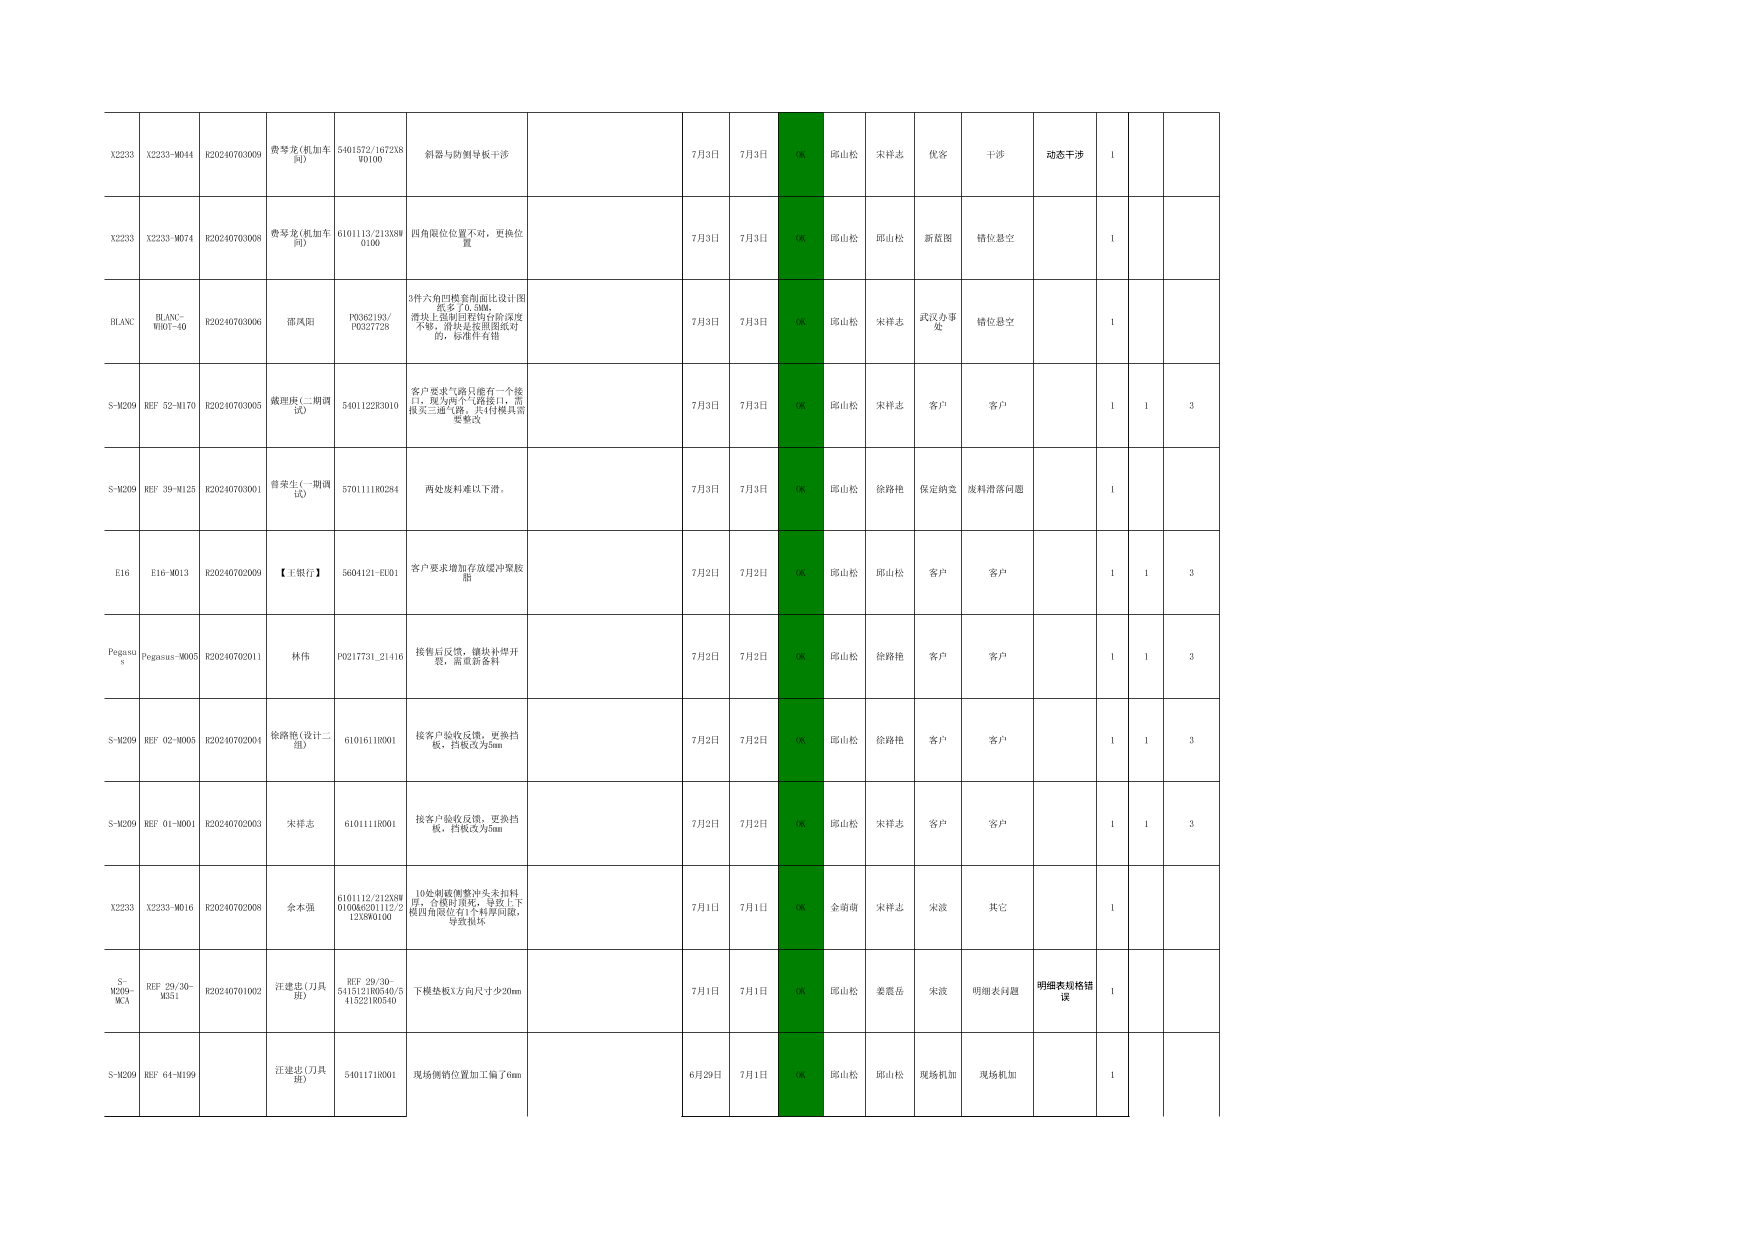 X2233 X2233-M044 R20240703009 费琴龙(机加车间) 5401572/1672X8W0100 斜器与防侧导板干涉 7月3日 7月3日 OK 邱山松 宋祥志 优客 干涉 动态干涉 1
X2233 X2233-M074 R20240703008 费琴龙(机加车间) 6101113/213X8W0100 四角限位位置不对，更换位置 7月3日 7月3日 OK 邱山松 邱山松 新蓝图 错位悬空 1
BLANC BLANC-WHOT-40 R20240703006 邵凤阳 P0362193/P0327728 3件六角凹模套削面比设计图纸多了0.5MM。滑块上强制回程钩台阶深度不够，滑块是按照图纸对的，标准件有错 7月3日 7月3日 OK 邱山松 宋祥志 武汉办事处 错位悬空 1
S-M209 REF 52-M170 R20240703005 戴理庚(二期调试) 5401122R3010 客户要求气路只能有一个接口，现为两个气路接口，需报买三通气路。共4付模具需要整改 7月3日 7月3日 OK 邱山松 宋祥志 客户 客户 1 1 3
S-M209 REF 39-M125 R20240703001 曾荣生(一期调试) 5701111R0284 两处废料难以下滑。 7月3日 7月3日 OK 邱山松 徐路艳 保定纳竞 废料滑落问题 1
E16 E16-M013 R20240702009 【王银行】 5604121-EU01 客户要求增加存放缓冲聚胺脂 7月2日 7月2日 OK 邱山松 邱山松 客户 客户 1 1 3
Pegasus Pegasus-M005 R20240702011 林伟 P0217731_21416 接售后反馈，镶块补焊开裂，需重新备料 7月2日 7月2日 OK 邱山松 徐路艳 客户 客户 1 1 3
S-M209 REF 02-M005 R20240702004 徐路艳(设计二组) 6101611R001 接客户验收反馈，更换挡板，挡板改为5mm 7月2日 7月2日 OK 邱山松 徐路艳 客户 客户 1 1 3
S-M209 REF 01-M001 R20240702003 宋祥志 6101111R001 接客户验收反馈，更换挡板，挡板改为5mm 7月2日 7月2日 OK 邱山松 宋祥志 客户 客户 1 1 3
X2233 X2233-M016 R20240702008 余本强 6101112/212X8W0100&6201112/212X8W0100 10处刺破侧整冲头未扣料厚，合模时顶死，导致上下模四角限位有1个料厚间隙，导致损坏 7月1日 7月1日 OK 金萌萌 宋祥志 宋波 其它 1
S-M209-MCA REF 29/30-M351 R20240701002 汪建忠(刀具班) REF 29/30-5415121R0540/5415221R0540 下模垫板X方向尺寸少20mm 7月1日 7月1日 OK 邱山松 姜震岳 宋波 明细表问题 明细表规格错误 1
S-M209 REF 64-M199 汪建忠(刀具班) 5401171R001 现场侧销位置加工偏了6mm 6月29日 7月1日 OK 邱山松 邱山松 现场机加 现场机加 1